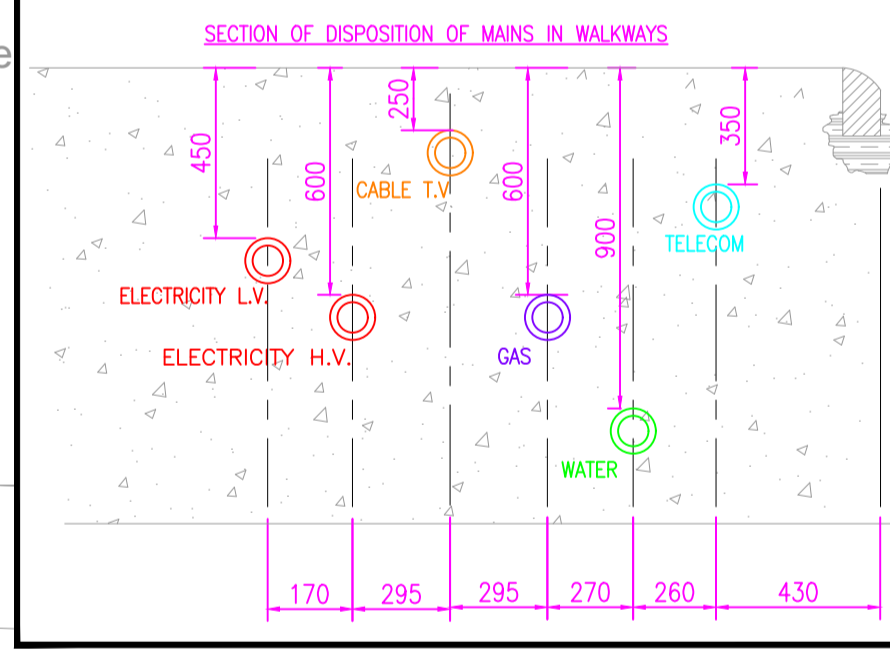 SECTION OF DISPOSITION OF MAINS IN WALKWAYS
e
450
600
250
600
900
350
CABLE T.V
TELECOM
ELECTRICITY L.V.
ELECTRICITY H.V.
GAS
WATER
170
295
295
270
260
430